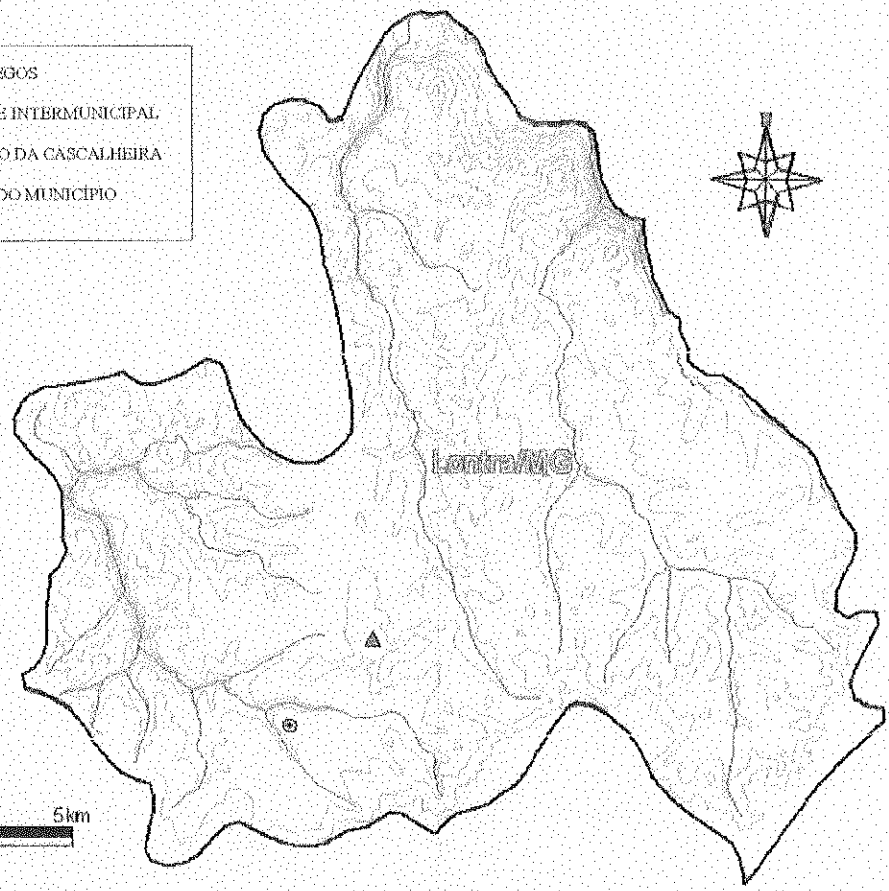 EGOS
E INTERMUNICIPAL
O DA CASCALHEIRA
DO MUNICÍPIO
Lontra/MG
5km